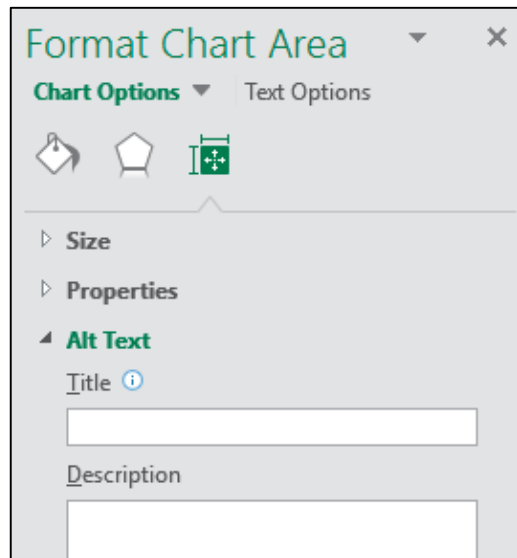 Format Chart Area
Chart Options Text Options
Size
Properties
Alt Text
Title
Description